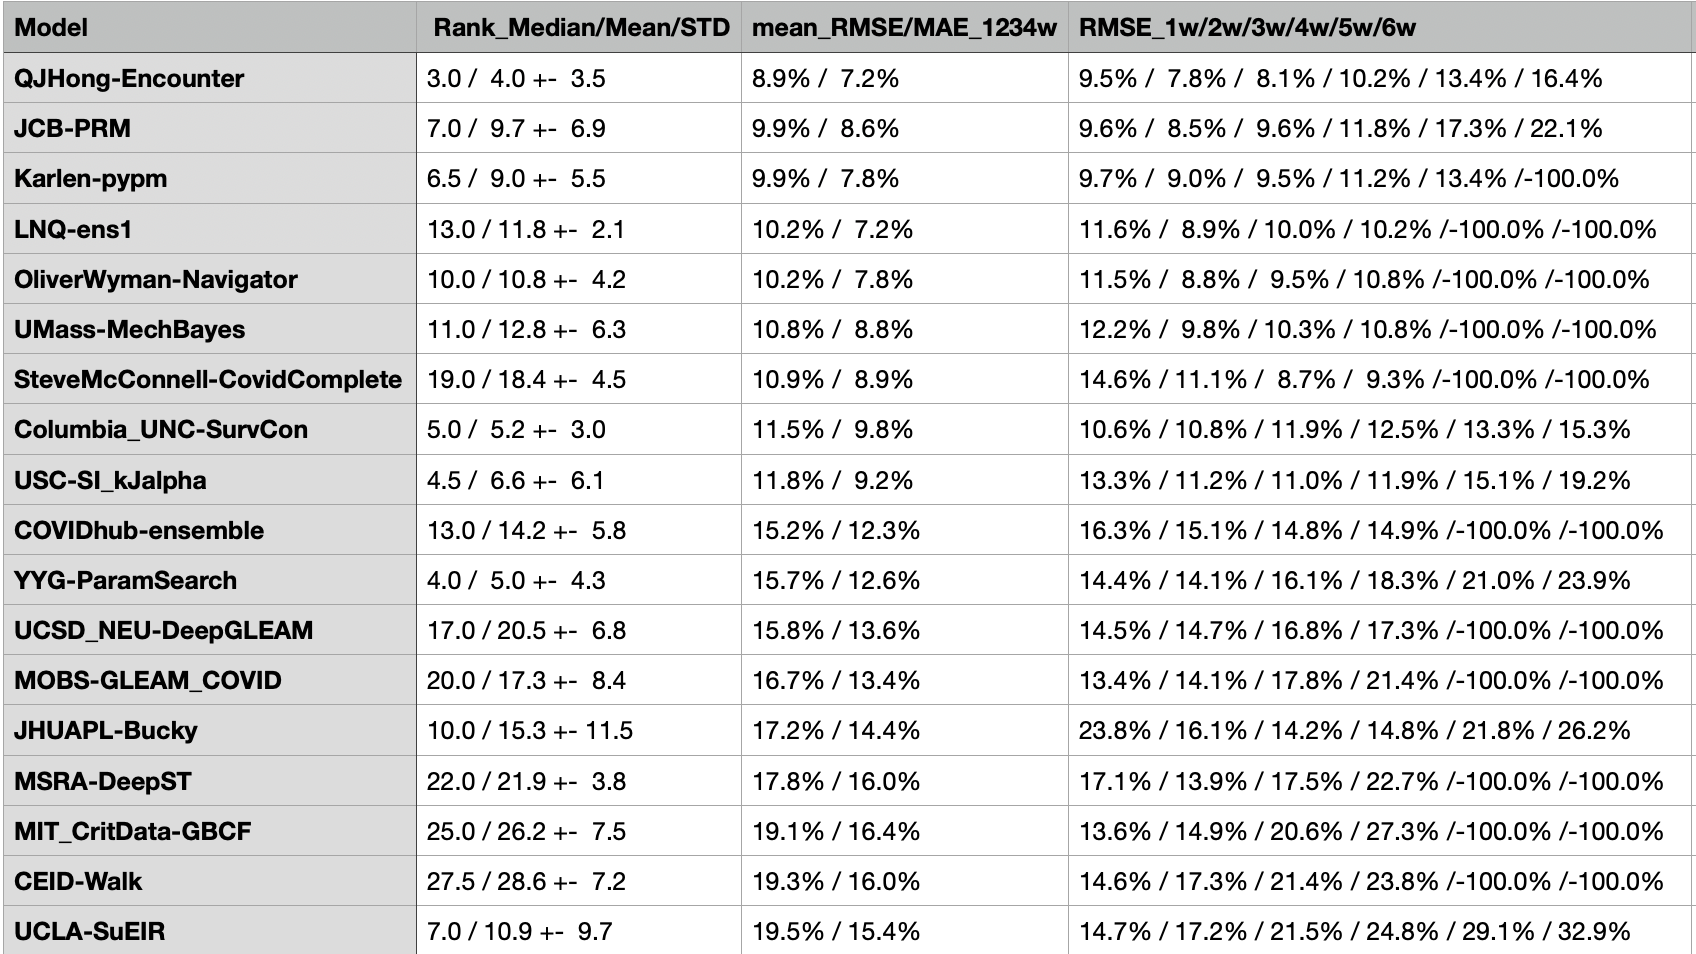 Model Rank_Median/Mean/STD mean_RMSE/MAE_1234w RMSE_1w/2w/3w/4w/5w/6w
QJHong-Encounter 3.0 / 4.0 +- 3.5 8.9% / 7.2% 9.5% / 7.8% / 8.1% / 10.2% / 13.4% / 16.4%
JCB-PRM 7.0 / 9.7 +- 6.9 9.9% / 8.6% 9.6% / 8.5% / 9.6% / 11.8% / 17.3% / 22.1%
Karlen-pypm 6.5 / 9.0 +- 5.5 9.9% / 7.8% 9.7% / 9.0% / 9.5% / 11.2% / 13.4% /-100.0%
LNQ-ens1 13.0 / 11.8 +- 2.1 10.2% / 7.2% 11.6% / 8.9% / 10.0% / 10.2% /-100.0% /-100.0%
OliverWyman-Navigator 10.0 / 10.8 +- 4.2 10.2% / 7.8% 11.5% / 8.8% / 9.5% / 10.8% /-100.0% /-100.0%
UMass-MechBayes 11.0 / 12.8 +- 6.3 10.8% / 8.8% 12.2% / 9.8% / 10.3% / 10.8% /-100.0% /-100.0%
SteveMcConnell-CovidComplete 19.0 / 18.4 +- 4.5 10.9% / 8.9% 14.6% / 11.1% / 8.7% / 9.3% /-100.0% /-100.0%
Columbia_UNC-SurvCon 5.0 / 5.2 +- 3.0 11.5% / 9.8% 10.6% / 10.8% / 11.9% / 12.5% / 13.3% / 15.3%
USC-SI_kJalpha 4.5 / 6.6 +- 6.1 11.8% / 9.2% 13.3% / 11.2% / 11.0% / 11.9% / 15.1% / 19.2%
COVIDhub-ensemble 13.0 / 14.2 +- 5.8 15.2% / 12.3% 16.3% / 15.1% / 14.8% / 14.9% /-100.0% /-100.0%
YYG-ParamSearch 4.0 / 5.0 +- 4.3 15.7% / 12.6% 14.4% / 14.1% / 16.1% / 18.3% / 21.0% / 23.9%
UCSD_NEU-DeepGLEAM 17.0 / 20.5 +- 6.8 15.8% / 13.6% 14.5% / 14.7% / 16.8% / 17.3% /-100.0% /-100.0%
MOBS-GLEAM_COVID 20.0 / 17.3 +- 8.4 16.7% / 13.4% 13.4% / 14.1% / 17.8% / 21.4% /-100.0% /-100.0%
JHUAPL-Bucky 10.0 / 15.3 +- 11.5 17.2% / 14.4% 23.8% / 16.1% / 14.2% / 14.8% / 21.8% / 26.2%
MSRA-DeepST 22.0 / 21.9 +- 3.8 17.8% / 16.0% 17.1% / 13.9% / 17.5% / 22.7% /-100.0% /-100.0%
MIT_CritData-GBCF 25.0 / 26.2 +- 7.5 19.1% / 16.4% 13.6% / 14.9% / 20.6% / 27.3% /-100.0% /-100.0%
CEID-Walk 27.5 / 28.6 +- 7.2 19.3% / 16.0% 14.6% / 17.3% / 21.4% / 23.8% /-100.0% /-100.0%
UCLA-SuEIR 7.0 / 10.9 +- 9.7 19.5% / 15.4% 14.7% / 17.2% / 21.5% / 24.8% / 29.1% / 32.9%